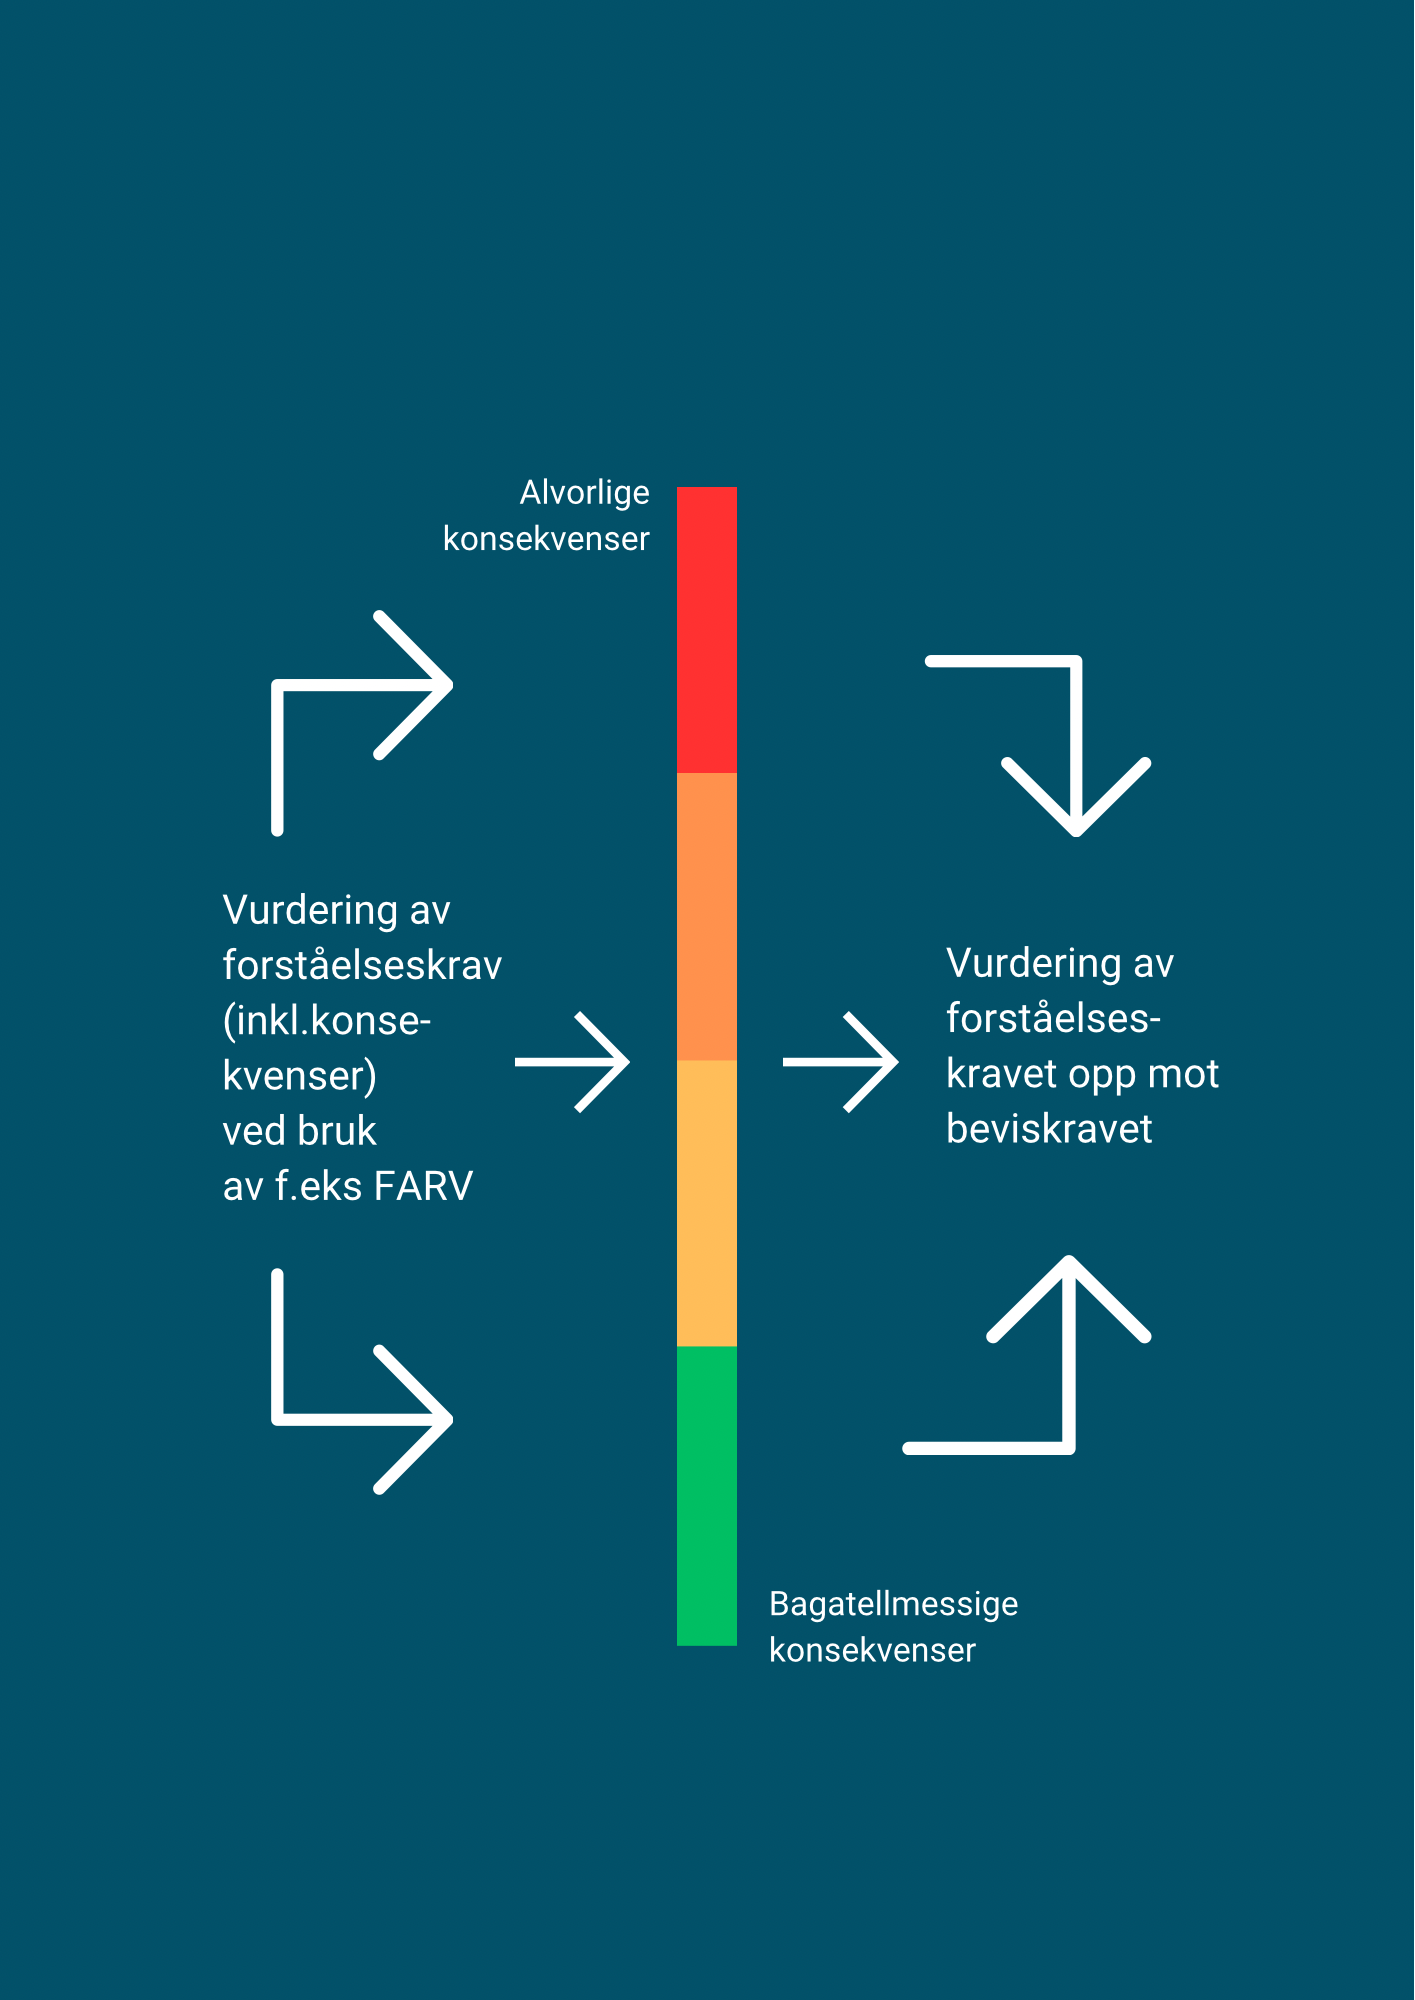 Alvorlige
konsekvenser
Vurdering av
forståelseskrav
(inkl.konse-
kvenser)
ved bruk
av f.eks FARV
Vurdering av
forståelses-
kravet opp mot
beviskravet
Bagatellmessige
konsekvenser